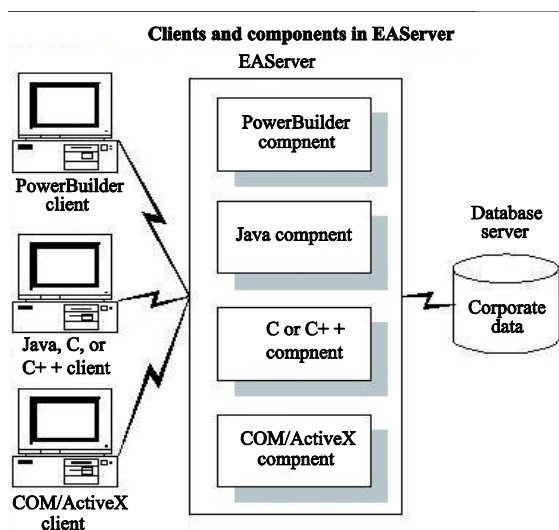 Clients and components in EAServer
EAServer
PowerBuilder
client
Java, C, or
C+ + client
COM/ActiveX
client
PowerBuilder
compnent
Java compnent
C or C+ +
compnent
COM/ActiveX
compnent
Database
server
Corporate
data